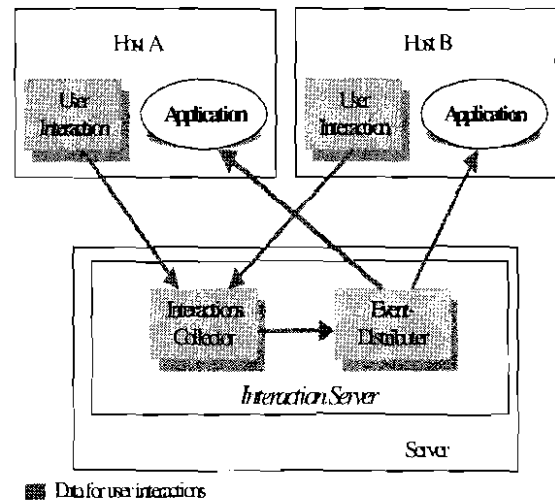 Host A
Host B
User
Interaction
Application
User
Interaction
Application
Interactions
Collector
Event-
Distributer
Interaction Server
Server
Data for user interactions